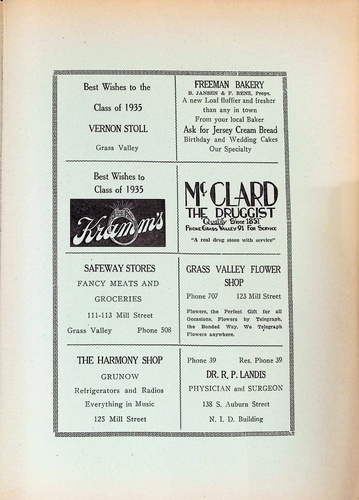 Best Wishes to the
Class of 1935
VERNON STOLL
Grass Valley
FREEMAN BAKERY
B. JANSEN & F. RENZ, Props.
A new Loaf fluffier and fresher
than any in town
From your local Baker
Ask for Jersey Cream Bread
Birthday and Wedding Cakes
Our Specialty
Best Wishes to
Class of 1935
Kramm's
McCLARD
THE DRUGGIST
Quality Since 1851
PHONE GRASS VALLEY 91 FOR SERVICE
"A real drug store with service"
SAFEWAY STORES
FANCY MEATS AND
GROCERIES
111-113 Mill Street
Grass Valley Phone 508
GRASS VALLEY FLOWER
SHOP
Phone 707 123 Mill Street
Flowers, the Perfect Gift for all
Occasions. Flowers by Telegraph,
the Bonded Way. We Telegraph
Flowers anywhere.
THE HARMONY SHOP
GRUNOW
Refrigerators and Radios
Everything in Music
125 Mill Street
Phone 39 Res. Phone 39
DR. R. P. LANDIS
PHYSICIAN and SURGEON
138 S. Auburn Street
N. I. D. Building